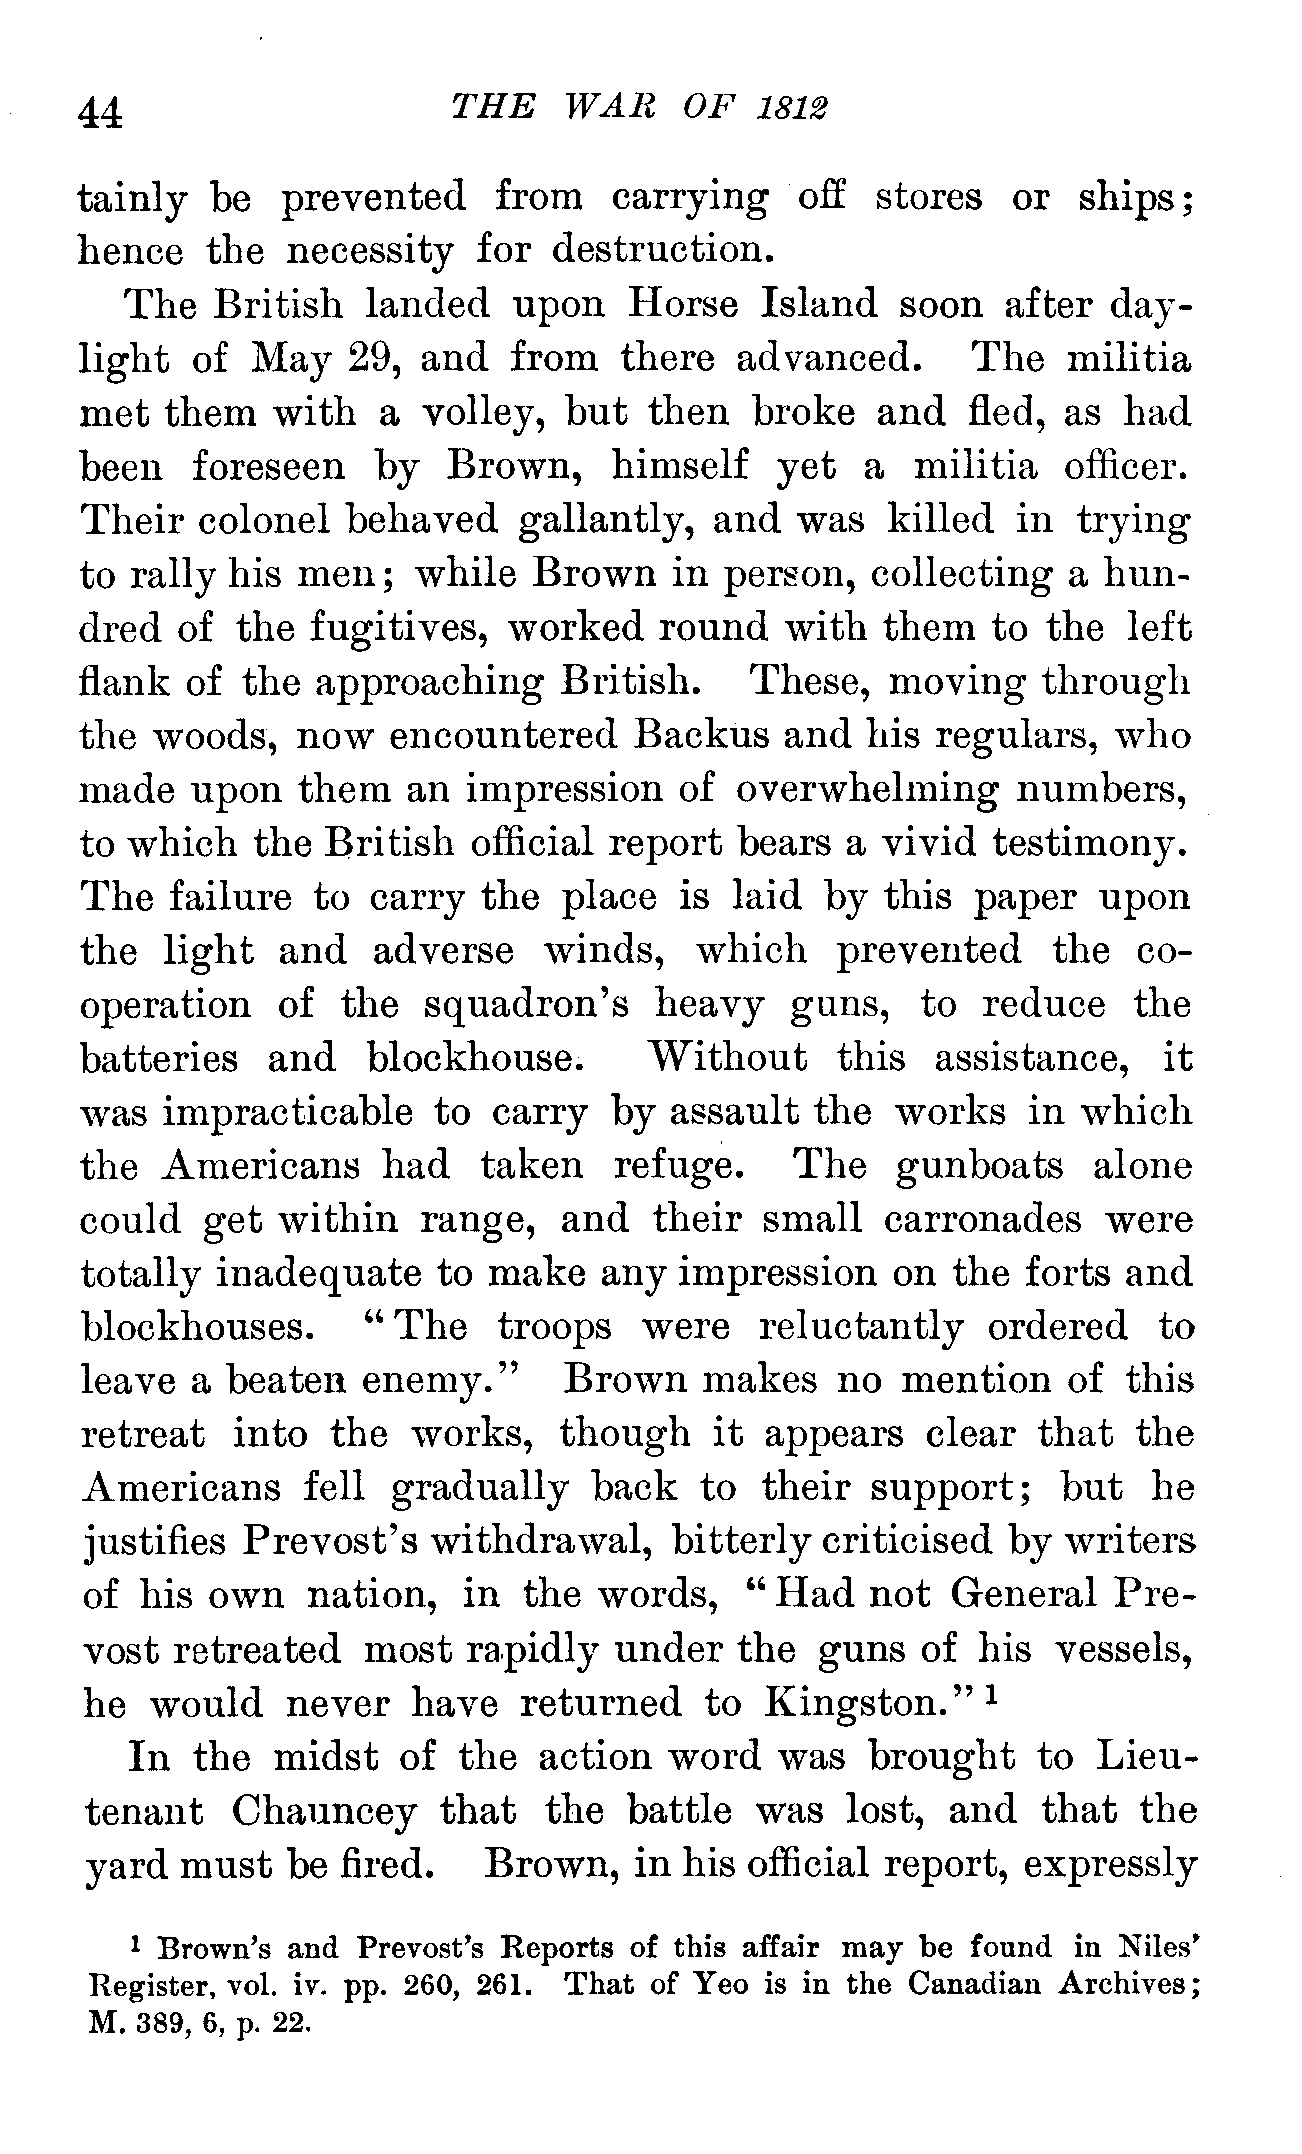 44 THE WAR OF 1812
tainly be prevented from carrying off stores or ships;
hence the necessity for destruction.
The British landed upon Horse Island soon after day-
light of May 29, and from there advanced. The militia
met them with a volley, but then broke and fled, as had
been foreseen by Brown, himself yet a militia officer.
Their colonel behaved gallantly, and was killed in trying
to rally his men; while Brown in person, collecting a hun-
dred of the fugitives, worked round with them to the left
flank of the approaching British. These, moving through
the woods, now encountered Backus and his regulars, who
made upon them an impression of overwhelming numbers,
to which the British official report bears a vivid testimony.
The failure to carry the place is laid by this paper upon
the light and adverse winds, which prevented the co-
operation of the squadron's heavy guns, to reduce the
batteries and blockhouse. Without this assistance, it
was impracticable to carry by assault the works in which
the Americans had taken refuge. The gunboats alone
could get within range, and their small carronades were
totally inadequate to make any impression on the forts and
blockhouses. "The troops were reluctantly ordered to
leave a beaten enemy." Brown makes no mention of this
retreat into the works, though it appears clear that the
Americans fell gradually back to their support; but he
justifies Prevost's withdrawal, bitterly criticised by writers
of his own nation, in the words, "Had not General Pre-
vost retreated most rapidly under the guns of his vessels,
he would never have returned to Kingston." 1
In the midst of the action word was brought to Lieu-
tenant Chauncey that the battle was lost, and that the
yard must be fired. Brown, in his official report, expressly
1 Brown's and Prevost's Reports of this affair may be found in Niles'
Register, vol. iv. pp. 260, 261. That of Yeo is in the Canadian Archives;
M. 389, 6, p. 22.